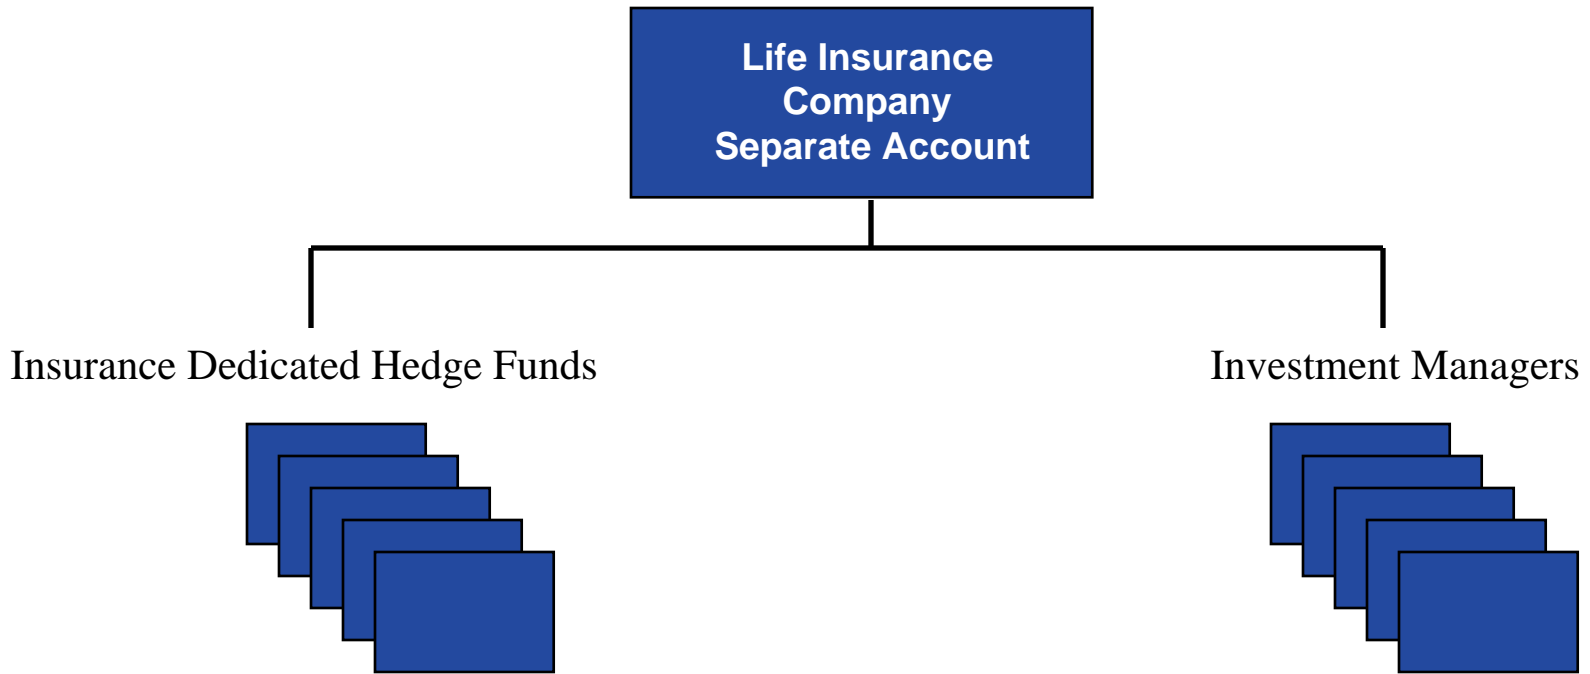 Life Insurance
Company
Separate Account
Insurance Dedicated Hedge Funds
Investment Managers